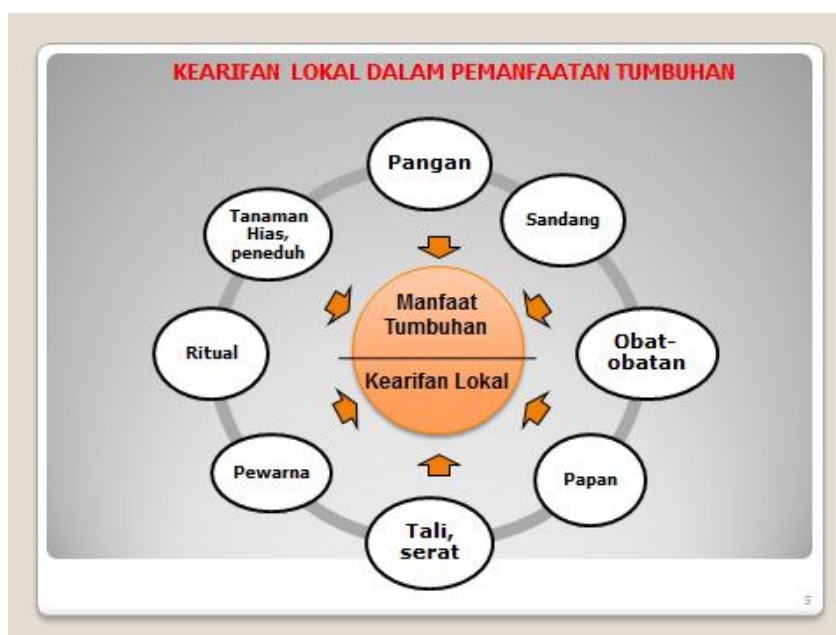 KEARIFAN LOKAL DALAM PEMANFAATAN TUMBUHAN
Pangan
Sandang
Obat-
obatan
Papan
Tali,
serat
Pewarna
Ritual
Tanaman
Hias,
peneduh
Manfaat
Tumbuhan
Kearifan Lokal
5